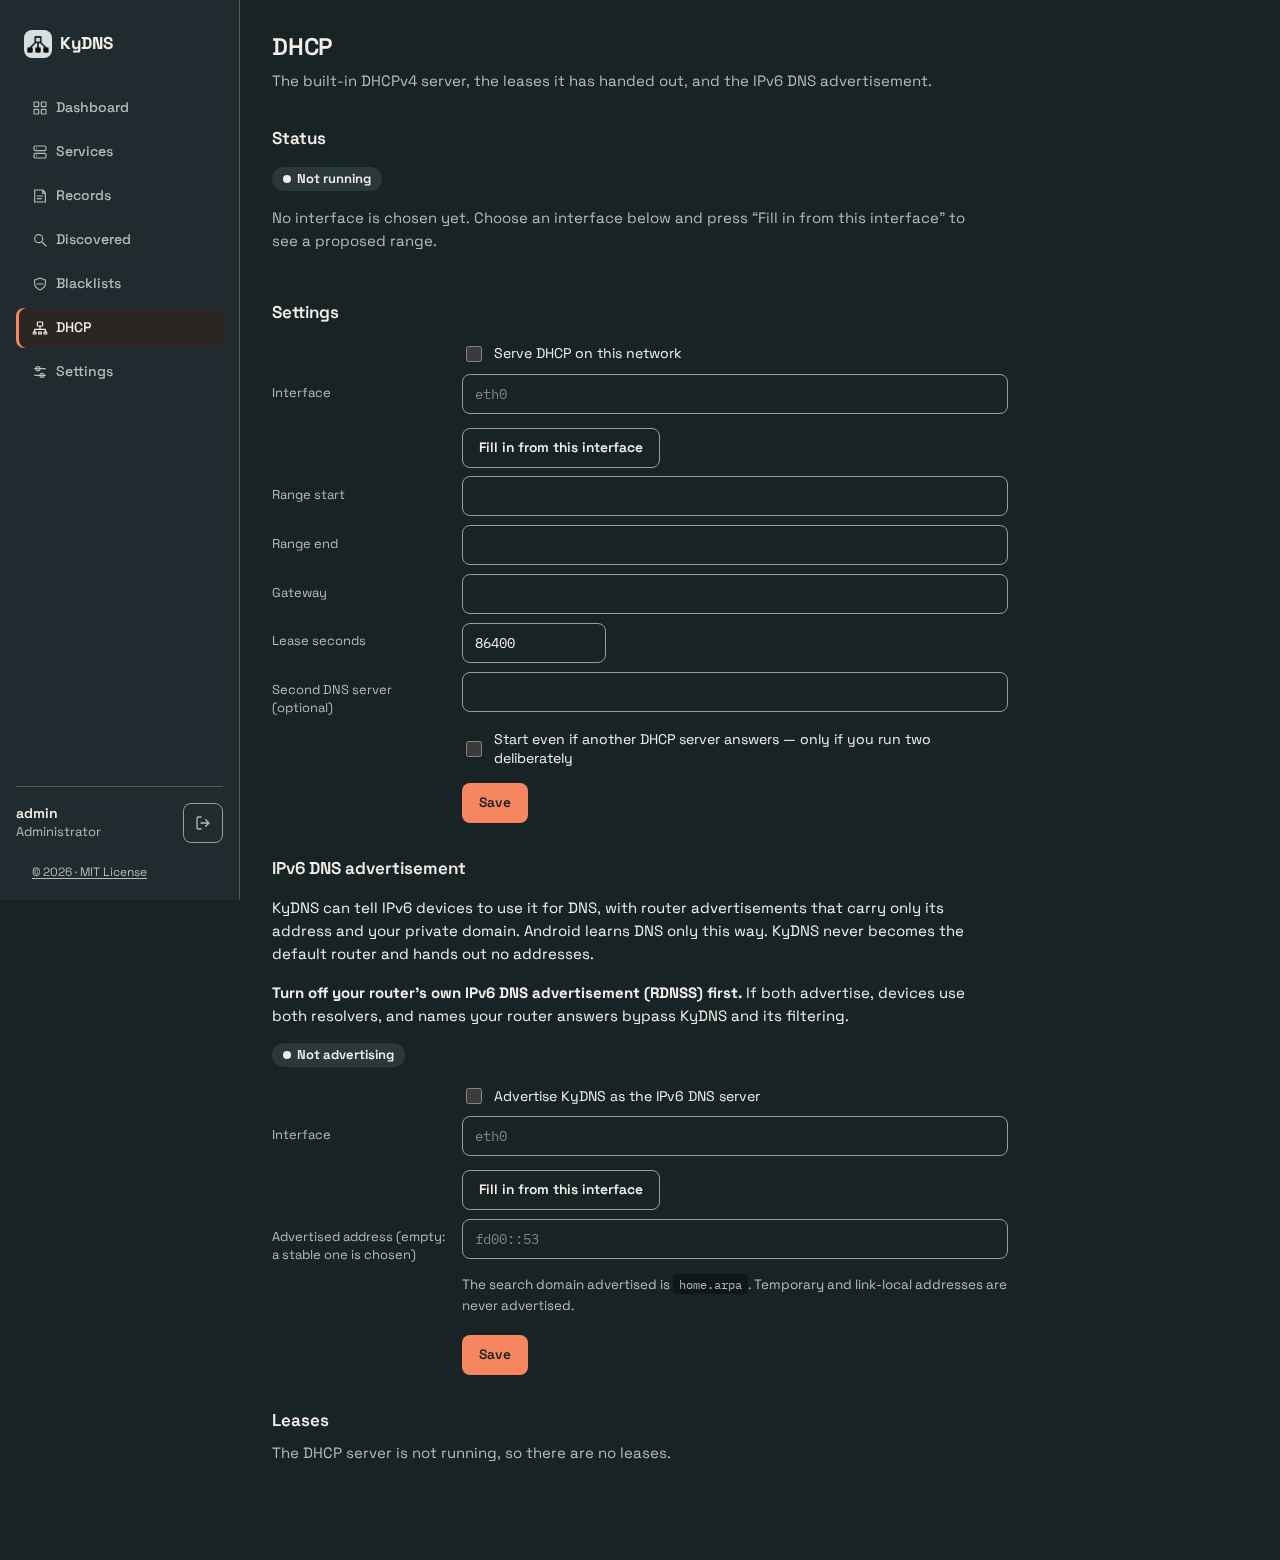 KyDNS
Dashboard
Services
Records
Discovered
Blacklists
DHCP
Settings
admin
Administrator
© 2026 · MIT License
DHCP
The built-in DHCPv4 server, the leases it has handed out, and the IPv6 DNS advertisement.
Status
Not running
No interface is chosen yet. Choose an interface below and press “Fill in from this interface” to
see a proposed range.
Settings
Serve DHCP on this network
Interface
eth0
Fill in from this interface
Range start
Range end
Gateway
Lease seconds
86400
Second DNS server
(optional)
Start even if another DHCP server answers — only if you run two
deliberately
Save
IPv6 DNS advertisement
KyDNS can tell IPv6 devices to use it for DNS, with router advertisements that carry only its
address and your private domain. Android learns DNS only this way. KyDNS never becomes the
default router and hands out no addresses.
Turn off your router’s own IPv6 DNS advertisement (RDNSS) first. If both advertise, devices use
both resolvers, and names your router answers bypass KyDNS and its filtering.
Not advertising
Advertise KyDNS as the IPv6 DNS server
Interface
eth0
Fill in from this interface
Advertised address (empty:
a stable one is chosen)
fd00::53
The search domain advertised is home.arpa. Temporary and link-local addresses are
never advertised.
Save
Leases
The DHCP server is not running, so there are no leases.